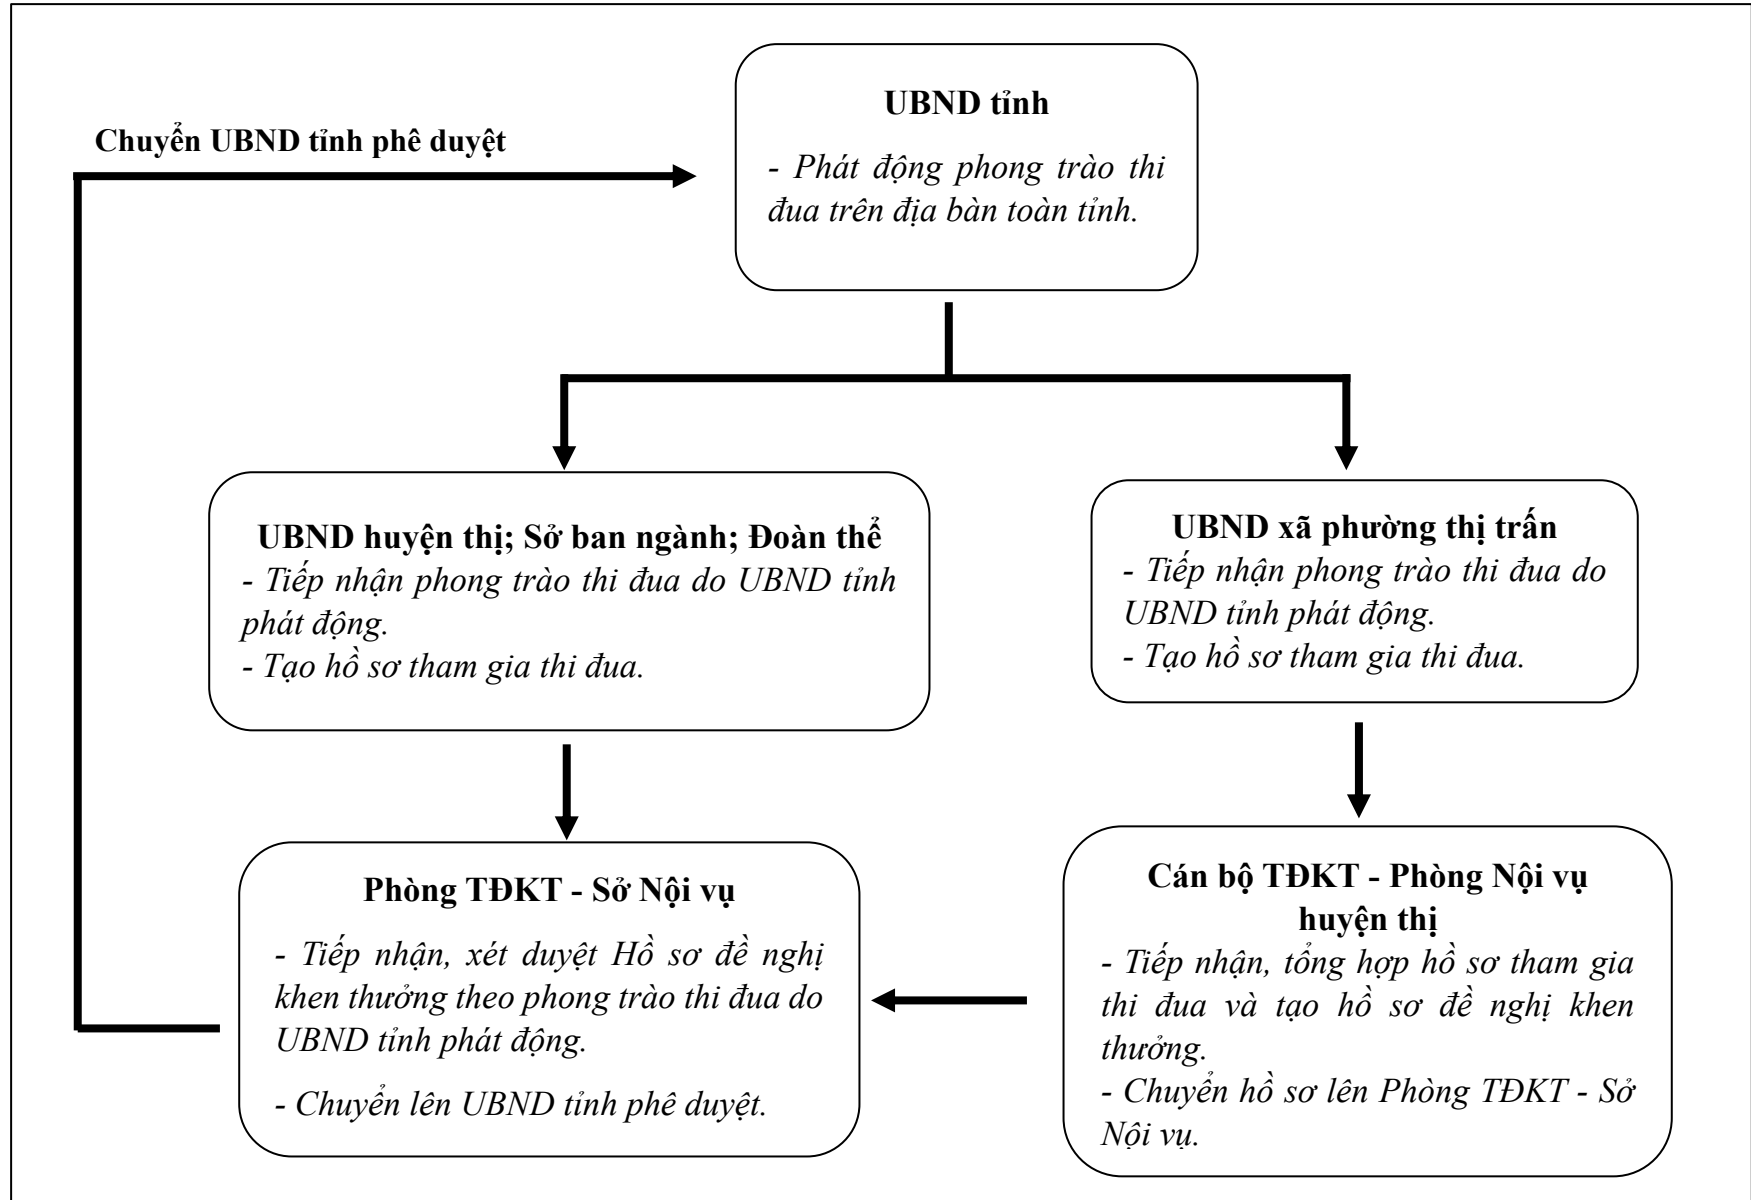 UBND tỉnh
- Phát động phong trào thi
đua trên địa bàn toàn tỉnh.
Chuyển UBND tỉnh phê duyệt
UBND huyện thị; Sở ban ngành; Đoàn thể
- Tiếp nhận phong trào thi đua do UBND tỉnh
phát động.
- Tạo hồ sơ tham gia thi đua.
UBND xã phường thị trấn
- Tiếp nhận phong trào thi đua do
UBND tỉnh phát động.
- Tạo hồ sơ tham gia thi đua.
Phòng TĐKT - Sở Nội vụ
- Tiếp nhận, xét duyệt Hồ sơ đề nghị
khen thưởng theo phong trào thi đua do
UBND tỉnh phát động.
- Chuyển lên UBND tỉnh phê duyệt.
Cán bộ TĐKT - Phòng Nội vụ
huyện thị
- Tiếp nhận, tổng hợp hồ sơ tham gia
thi đua và tạo hồ sơ đề nghị khen
thưởng.
- Chuyển hồ sơ lên Phòng TĐKT - Sở
Nội vụ.